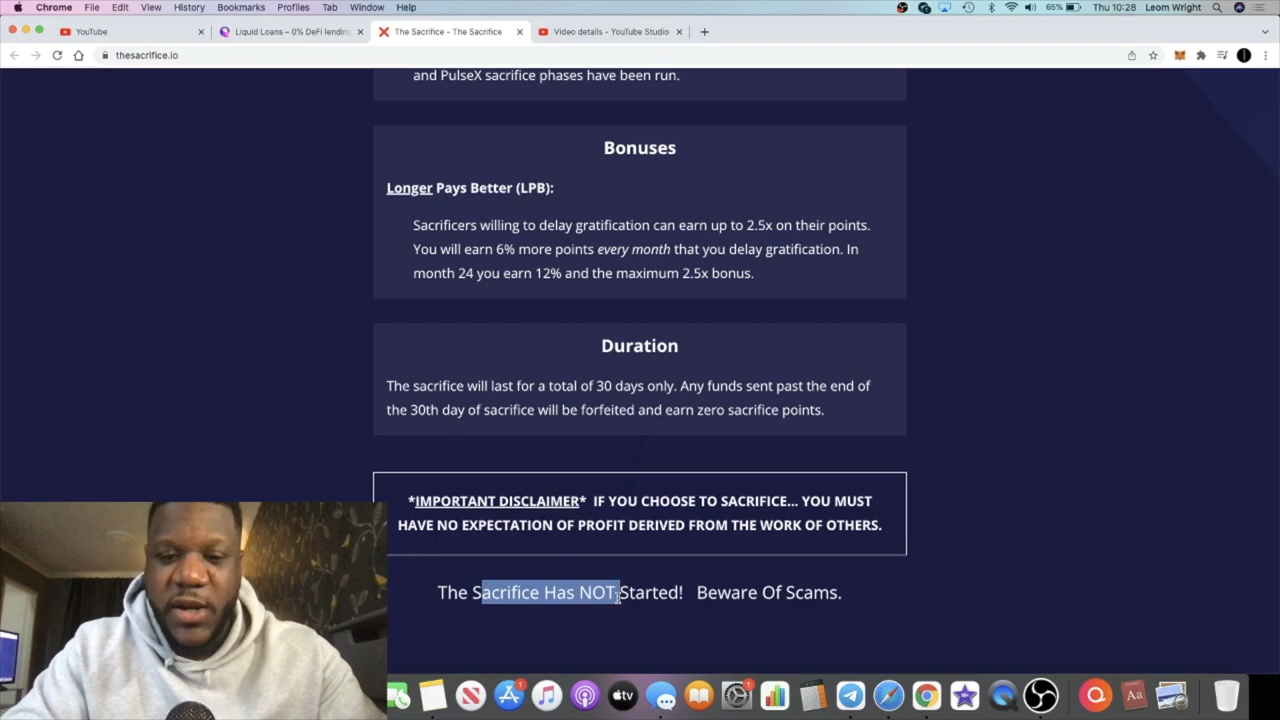 Chrome File Edit View History Bookmarks Profiles Tab Window Help 65% Thu 10:28 Leom Wright
YouTube Liquid Loans – 0% DeFi lending The Sacrifice - The Sacrifice Video details - YouTube Studio
thesacrifice.io
and PulseX sacrifice phases have been run.
Bonuses
Longer Pays Better (LPB):
Sacrificers willing to delay gratification can earn up to 2.5x on their points.
You will earn 6% more points every month that you delay gratification. In
month 24 you earn 12% and the maximum 2.5x bonus.
Duration
The sacrifice will last for a total of 30 days only. Any funds sent past the end of
the 30th day of sacrifice will be forfeited and earn zero sacrifice points.
*IMPORTANT DISCLAIMER* IF YOU CHOOSE TO SACRIFICE... YOU MUST
HAVE NO EXPECTATION OF PROFIT DERIVED FROM THE WORK OF OTHERS.
The Sacrifice Has NOT Started! Beware Of Scams.
tv
Aa